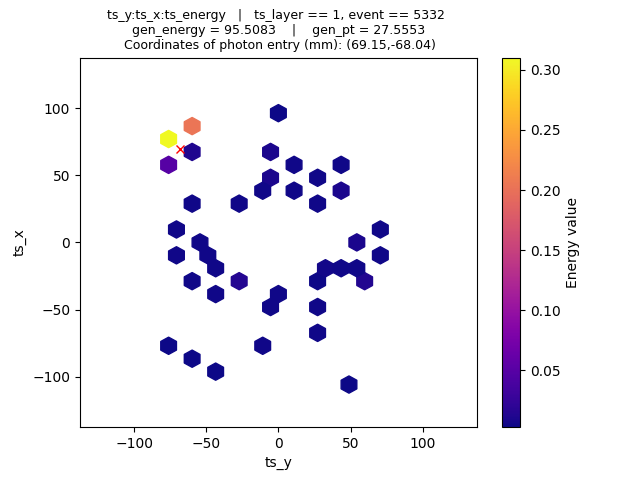 ts_y:ts_x:ts_energy | ts_layer == 1, event == 5332
gen_energy = 95.5083 | gen_pt = 27.5553
Coordinates of photon entry (mm): (69.15,-68.04)
100
50
0
−50
−100
ts_x
−100 −50 0 50 100
ts_y
0.30
0.25
0.20
0.15
0.10
0.05
Energy value